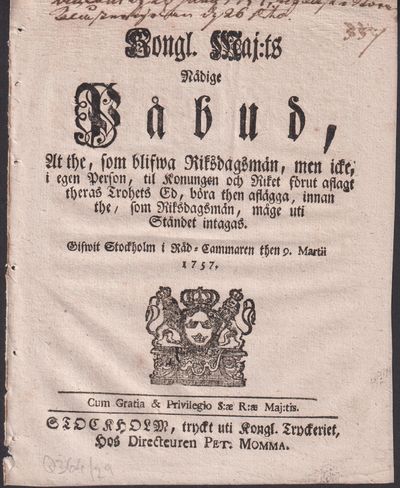 337
Kongl. Maj:ts
Nådige
Påbud,
At the, som blifwa Riksdagsmän, men icke,
i egen Person, til Konungen och Riket förut aflagt
theras Trohets Ed, böra then aflägga, innan
the, som Riksdagsmän, måge uti
Ståndet intagas.
Gifwit Stockholm i Råd-Cammaren then 9. Martii
1757.
Cum Gratia & Privilegio S:æ R:æ Maj:tis.
STOCKHOLM, tryckt uti Kongl. Tryckeriet,
Hos Directeuren PET. MOMMA.